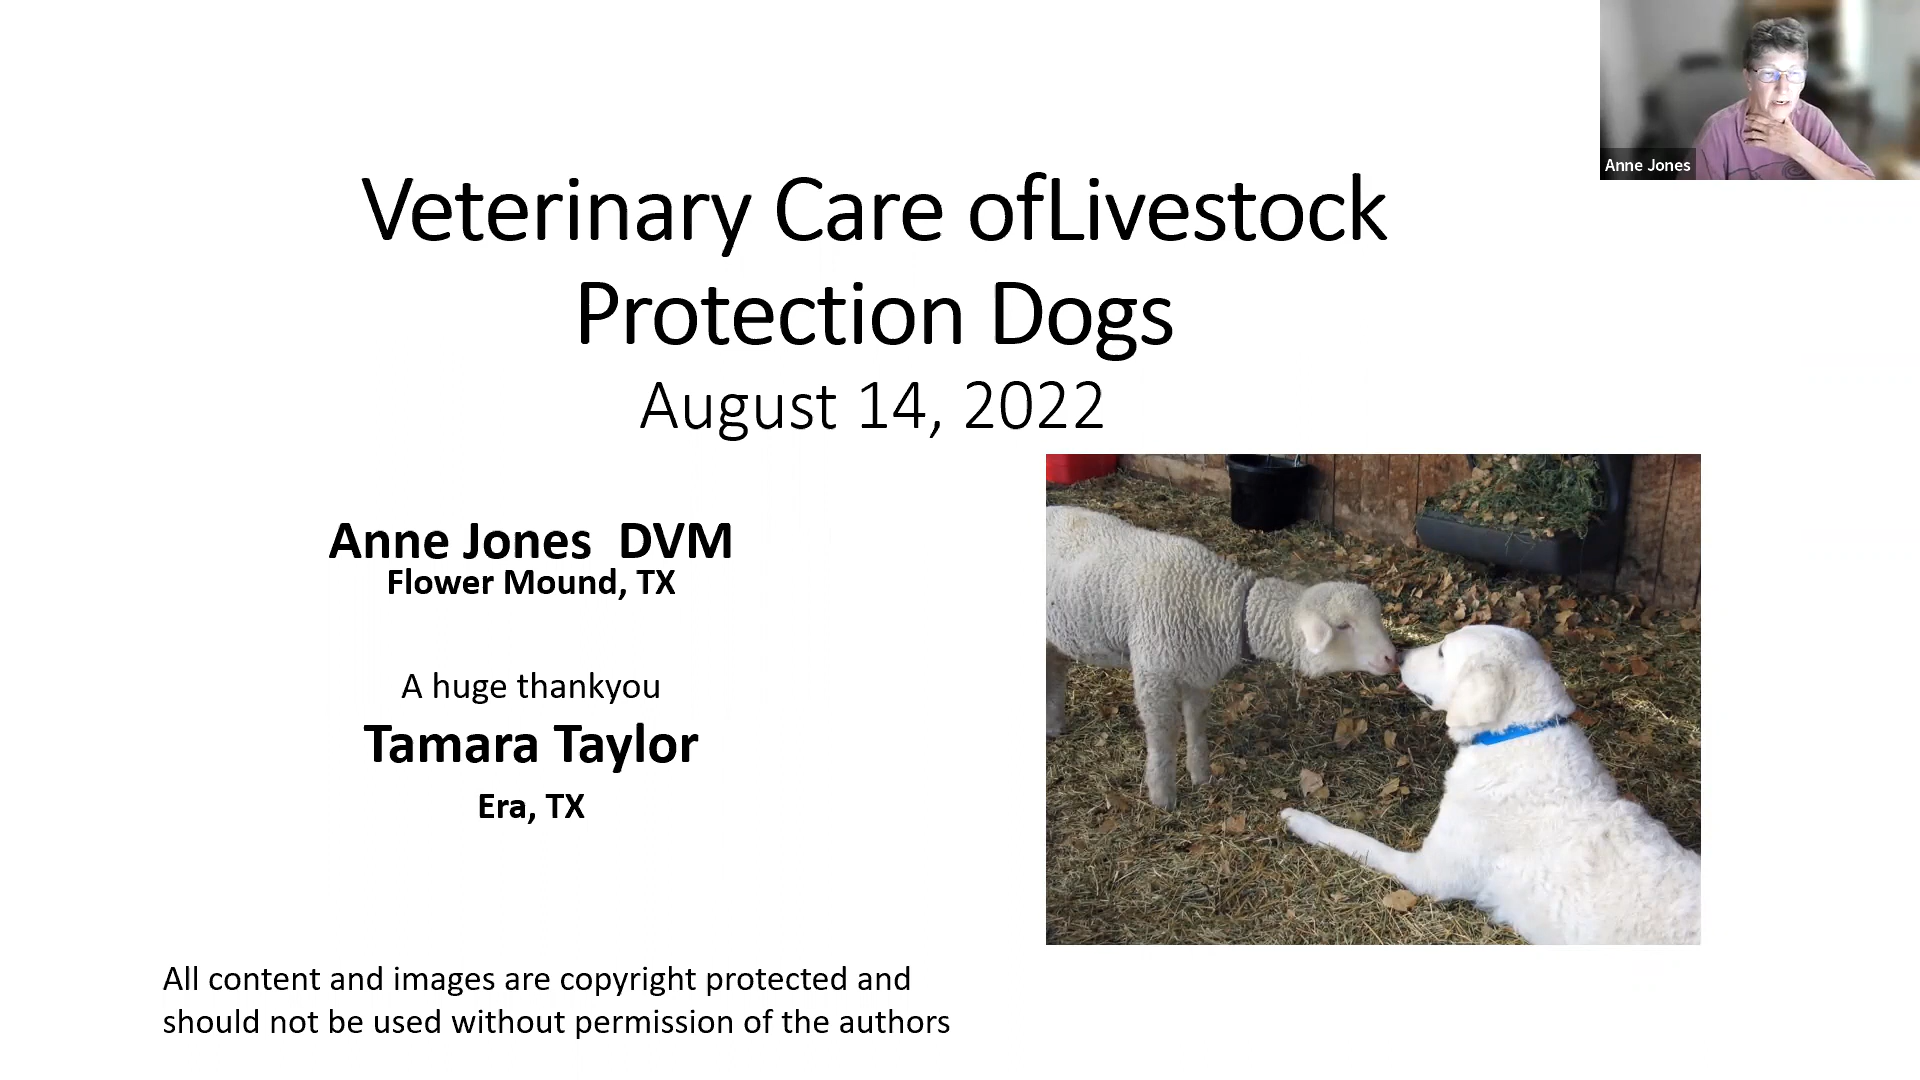 Anne Jones
Veterinary Care ofLivestock
Protection Dogs
August 14, 2022
Anne Jones  DVM
Flower Mound, TX
A huge thankyou
Tamara Taylor
Era, TX
All content and images are copyright protected and
should not be used without permission of the authors